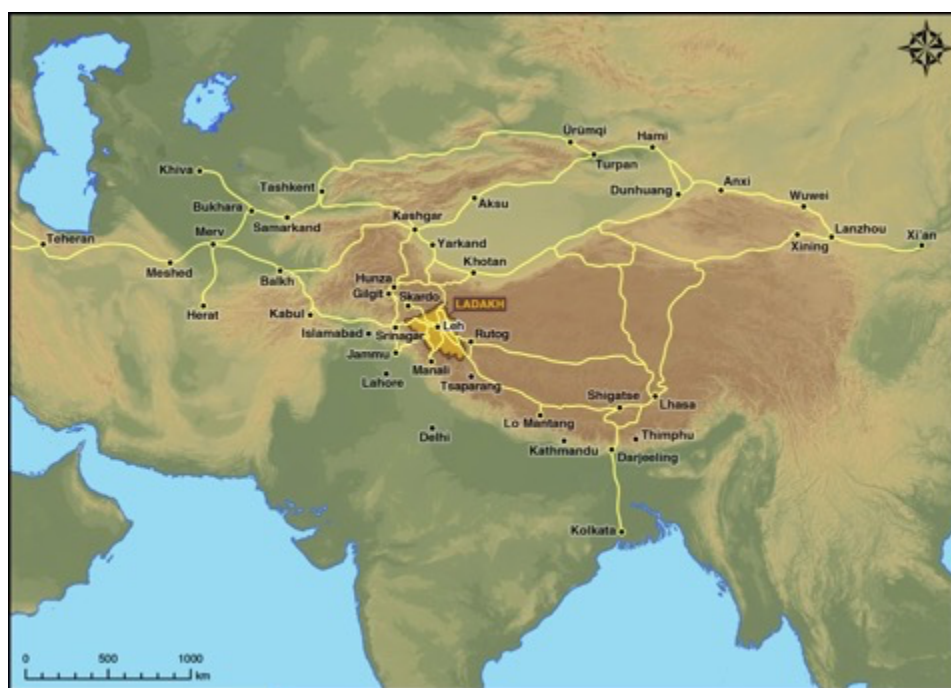 Ürümqi
Hami
Turpan
Khiva
Tashkent
Aksu
Dunhuang
Anxi
Wuwei
Bukhara
Samarkand
Kashgar
Merv
Yarkand
Lanzhou
Xi'an
Teheran
Xining
Meshed
Balkh
Khotan
Hunza
Gilgit
Skardo
LADAKH
Herat
Kabul
Islamabad
Srinagar
Leh
Rutog
Jammu
Manali
Lahore
Tsaparang
Shigatse
Lhasa
Lo Mantang
Delhi
Thimphu
Kathmandu
Darjeeling
Kolkata
0 500 1000
km